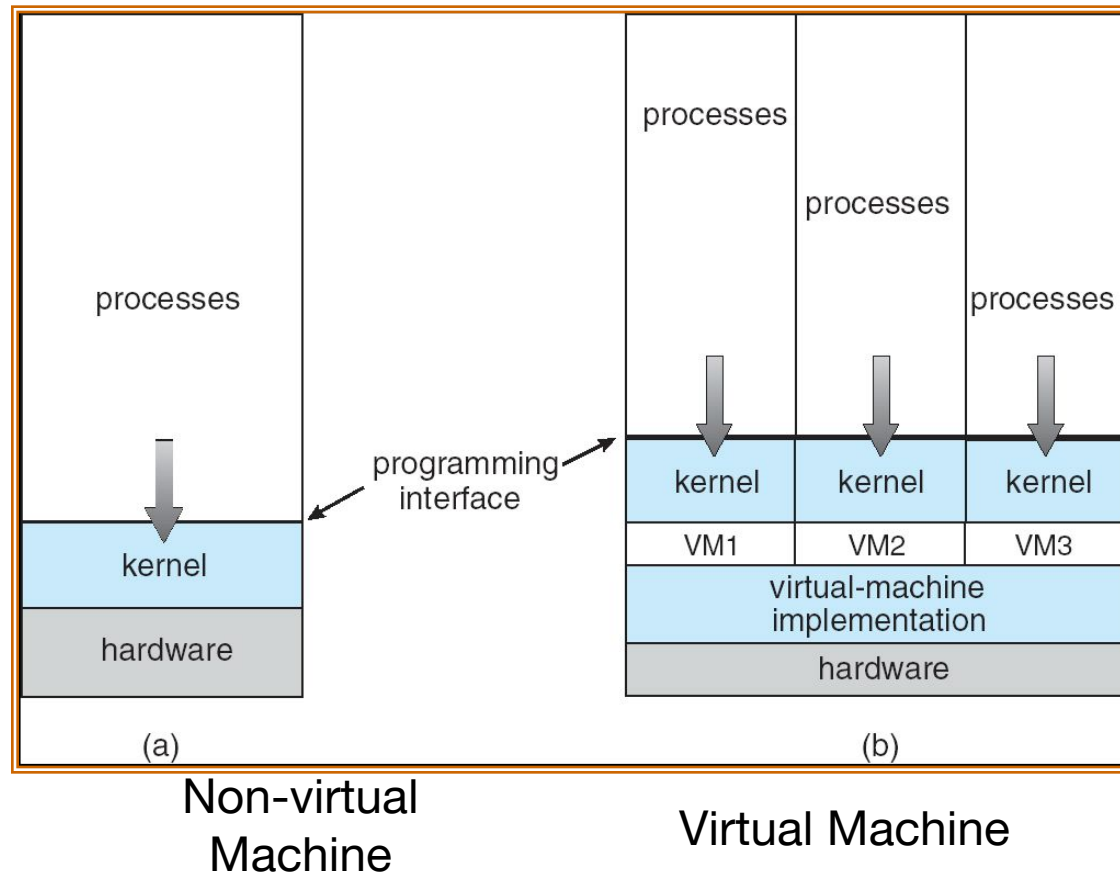 processes
kernel
hardware
(a)
programming
interface
processes
processes
processes
kernel
kernel
kernel
VM1
VM2
VM3
virtual-machine
implementation
hardware
(b)
Non-virtual
Machine
Virtual Machine